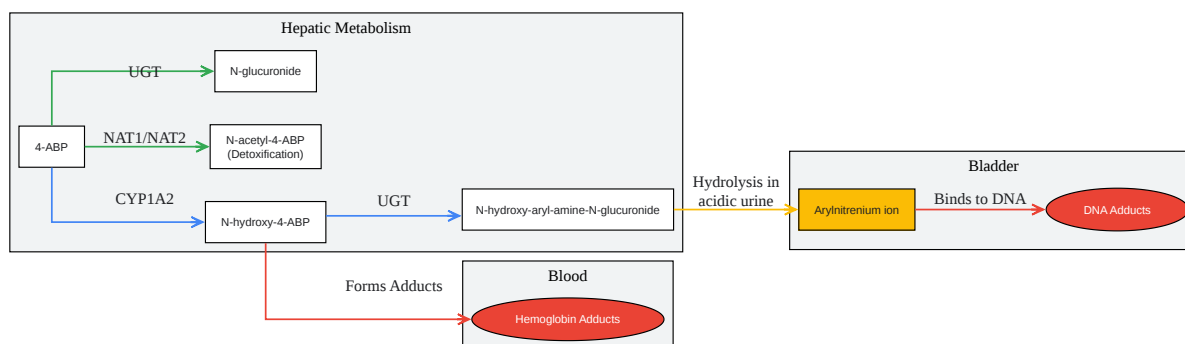 Hepatic Metabolism
UGT
N-glucuronide
4-ABP
NAT1/NAT2
N-acetyl-4-ABP
(Detoxification)
CYP1A2
N-hydroxy-4-ABP
UGT
N-hydroxy-aryl-amine-N-glucuronide
Hydrolysis in
acidic urine
Bladder
Arylnitrenium ion
Binds to DNA
DNA Adducts
Forms Adducts
Blood
Hemoglobin Adducts